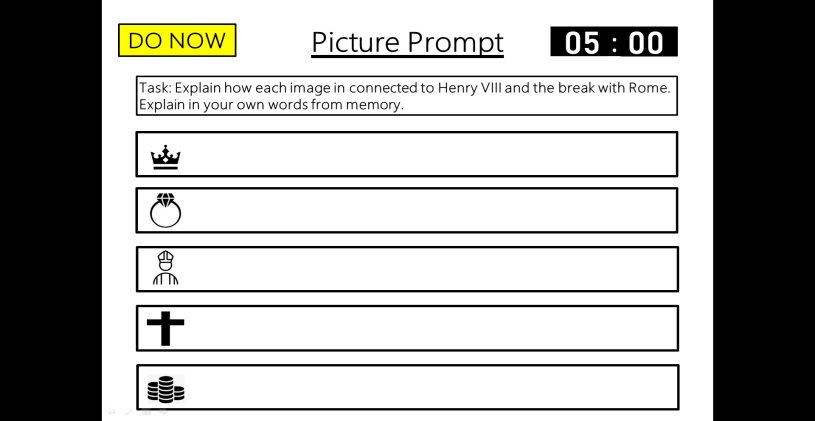 DO NOW
Picture Prompt
05 : 00
Task: Explain how each image in connected to Henry VIII and the break with Rome.
Explain in your own words from memory.